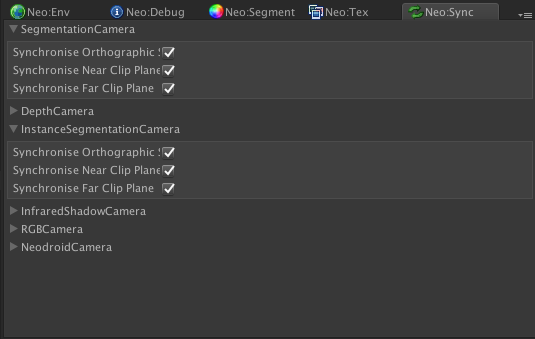 Neo:Env Neo:Debug Neo:Segment Neo:Tex Neo:Sync
SegmentationCamera
Synchronise Orthographic
Synchronise Near Clip Plane
Synchronise Far Clip Plane
DepthCamera
InstanceSegmentationCamera
Synchronise Orthographic
Synchronise Near Clip Plane
Synchronise Far Clip Plane
InfraredShadowCamera
RGBCamera
NeodroidCamera